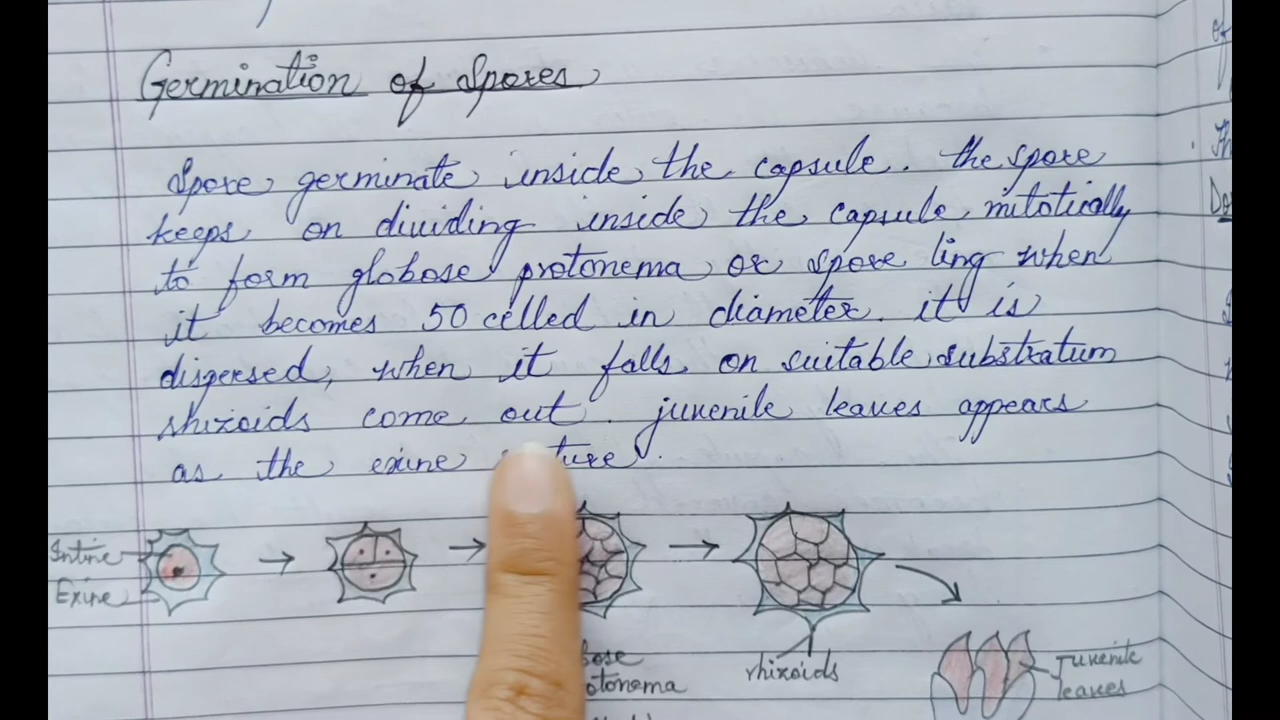 Germination of Spores
Spore germinate inside the capsule. the spore
keeps on dividing inside the capsule mitotically
to form globose protonema or spore ling when
it becomes 50 celled in diameter. it is
dispersed, when it falls on suitable substratum
rhizoids come out. juvenile leaves appears
as the exine
Intine
Exine
rhizoids
Juvenile
leaves